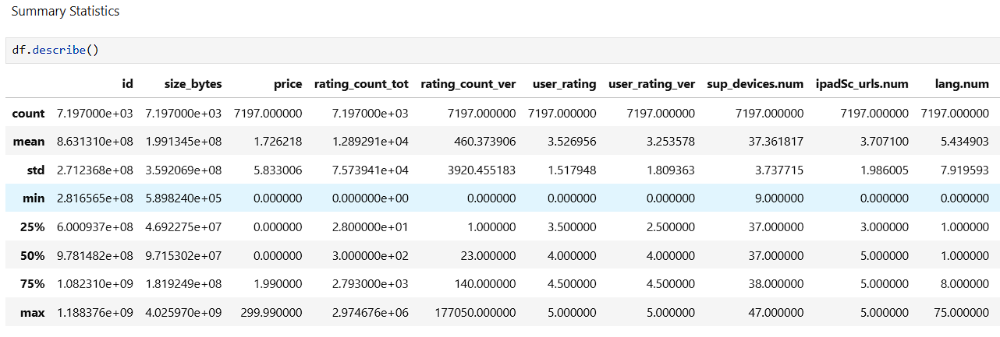 Summary Statistics
df.describe()
id size_bytes price rating_count_tot rating_count_ver user_rating user_rating_ver sup_devices.num ipadSc_urls.num lang.num
count 7.197000e+03 7.197000e+03 7197.000000 7.197000e+03 7197.000000 7197.000000 7197.000000 7197.000000 7197.000000 7197.000000
mean 8.631310e+08 1.991345e+08 1.726218 1.289291e+04 460.373906 3.526956 3.253578 37.361817 3.707100 5.434903
std 2.712368e+08 3.592069e+08 5.833006 7.573941e+04 3920.455183 1.517948 1.809363 3.737715 1.986005 7.919593
min 2.816565e+08 5.898240e+05 0.000000 0.000000e+00 0.000000 0.000000 0.000000 9.000000 0.000000 0.000000
25% 6.000937e+08 4.692275e+07 0.000000 2.800000e+01 1.000000 3.500000 2.500000 37.000000 3.000000 1.000000
50% 9.781482e+08 9.715302e+07 0.000000 3.000000e+02 23.000000 4.000000 4.000000 37.000000 5.000000 1.000000
75% 1.082310e+09 1.819249e+08 1.990000 2.793000e+03 140.000000 4.500000 4.500000 38.000000 5.000000 8.000000
max 1.188376e+09 4.025970e+09 299.990000 2.974676e+06 177050.000000 5.000000 5.000000 47.000000 5.000000 75.000000